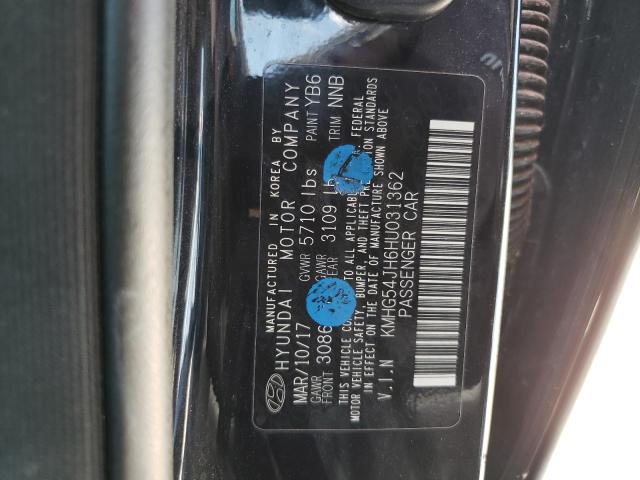 MANUFACTURED IN KOREA BY
HYUNDAI MOTOR COMPANY
MAR/10/17 GVWR 5710 lbs PAINT YB6
GAWR FRONT 3086 GAWR REAR 3109 TRIM NNB
THIS VEHICLE TO ALL APPLICABLE FEDERAL
MOTOR VEHICLE SAFETY, BUMPER, AND THEFT STANDARDS
IN EFFECT ON THE DATE OF MANUFACTURE SHOWN ABOVE
V.I.N KMHG54JH6HU031362
PASSENGER CAR